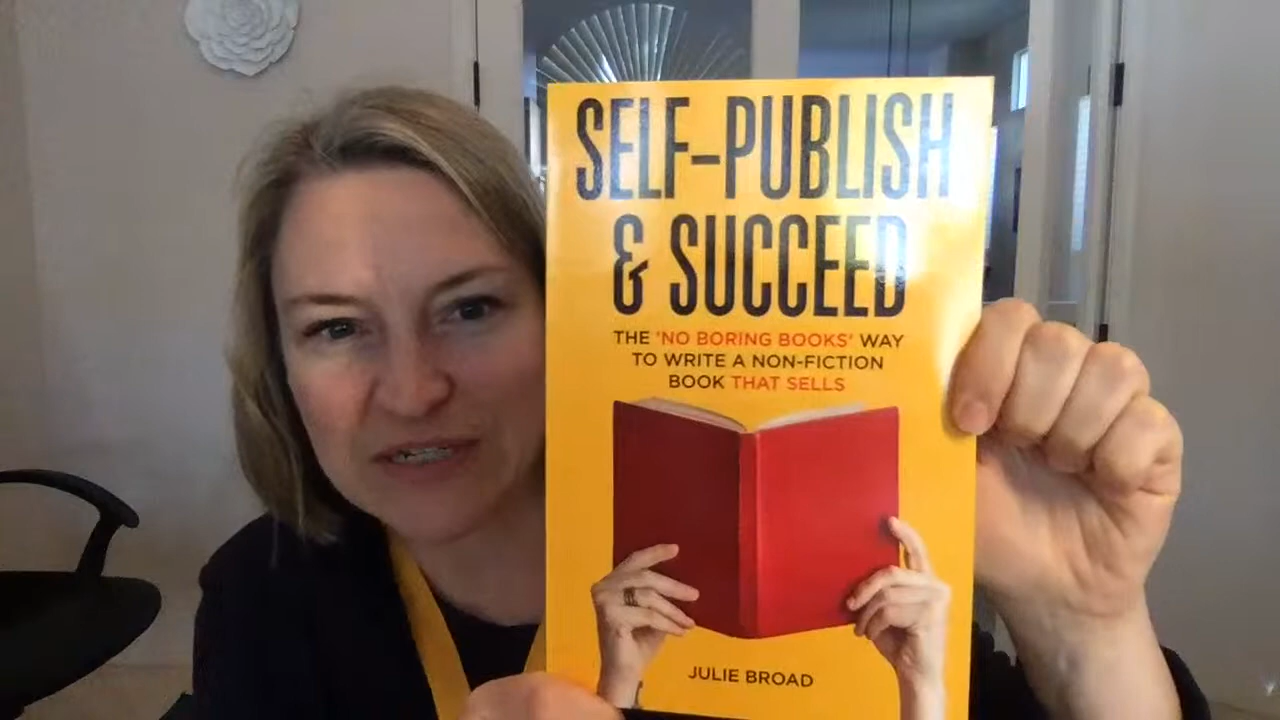 SELF-PUBLISH
& SUCCEED
THE 'NO BORING BOOKS' WAY
TO WRITE A NON-FICTION
BOOK THAT SELLS
JULIE BROAD